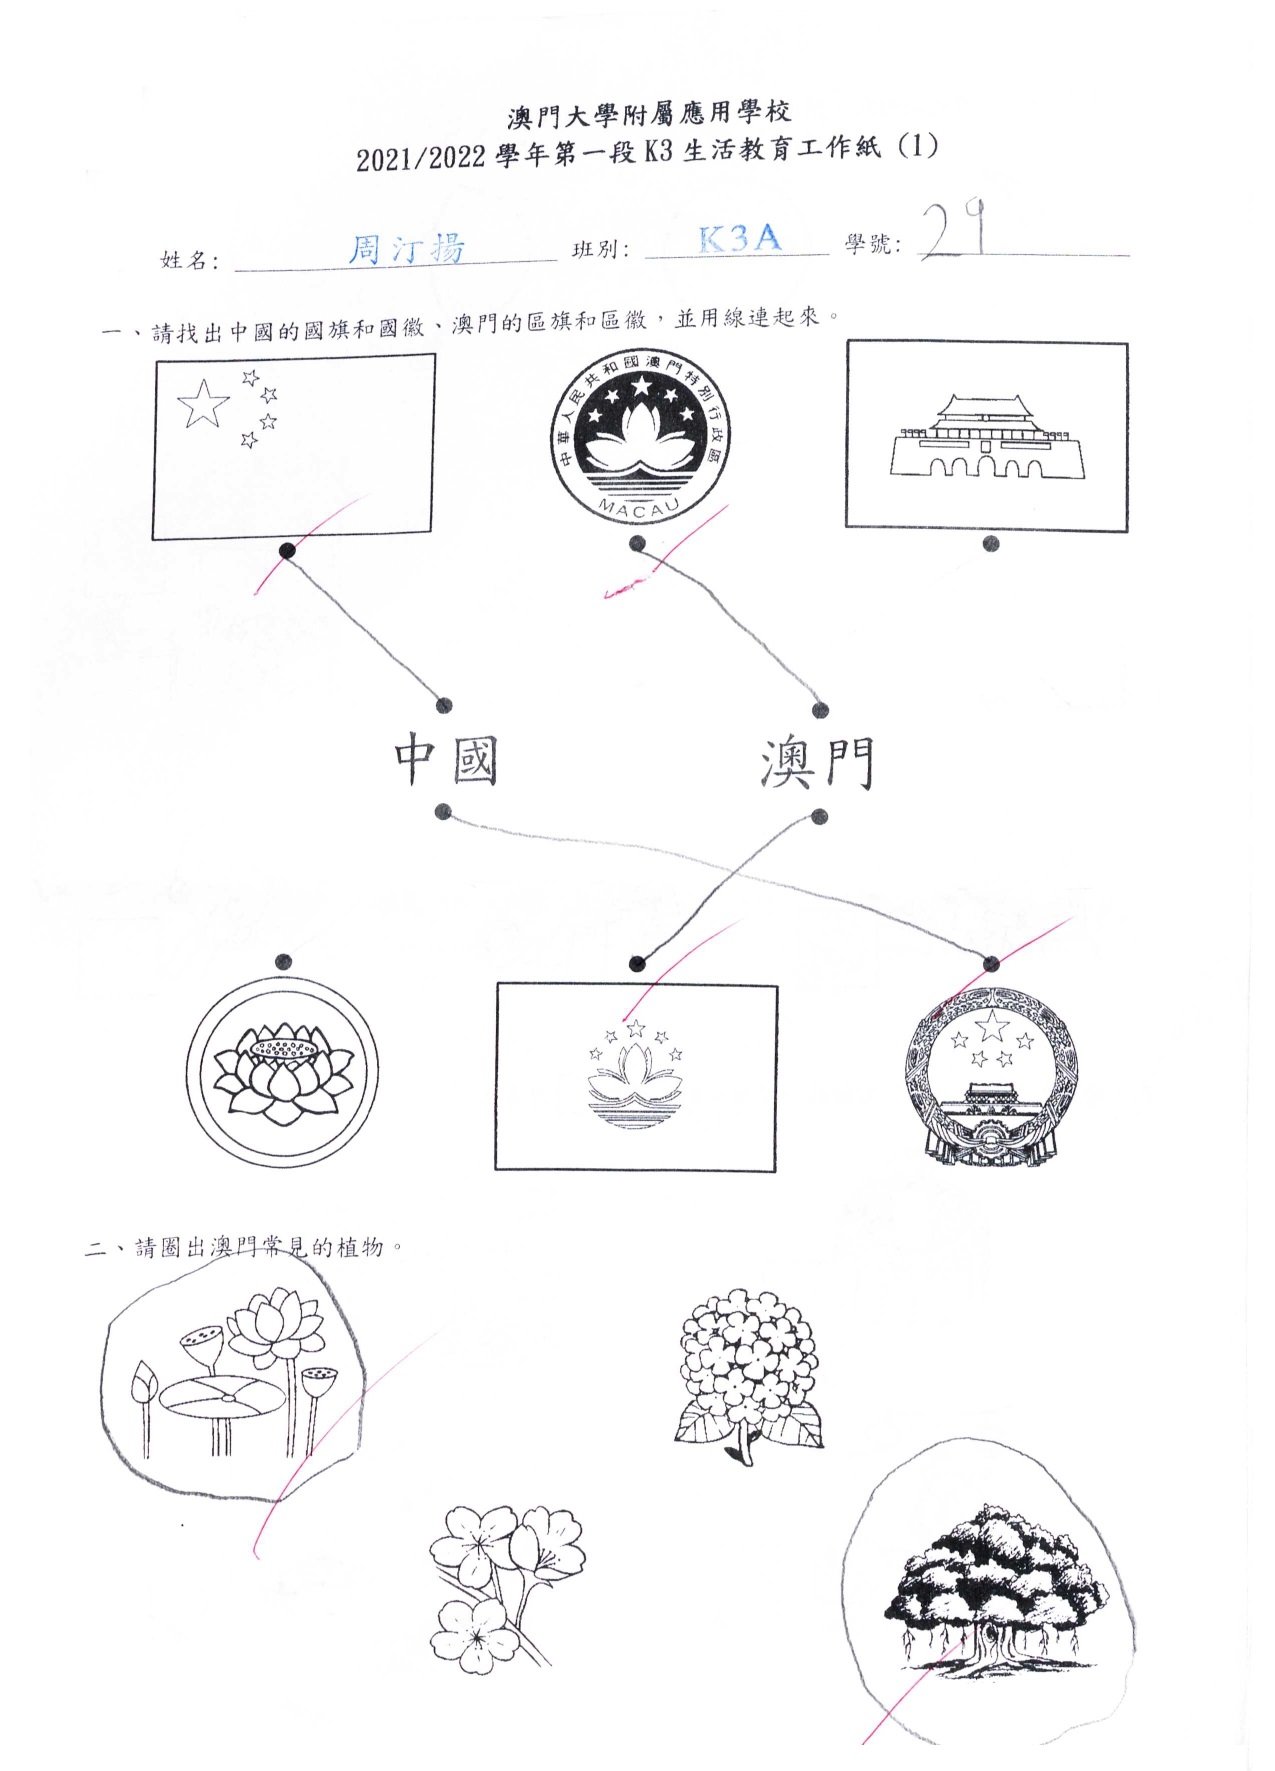 澳門大學附屬應用學校
2021/2022 學年第一段 K3 生活教育工作紙 (1)
姓名: 周汀揚 班別: K3A 學號: 29
一、請找出中國的國旗和國徽、澳門的區旗和區徽，並用線連起來。
中華人民共和國澳門特別行政區
MACAU
中國 澳門
二、請圈出澳門常見的植物。